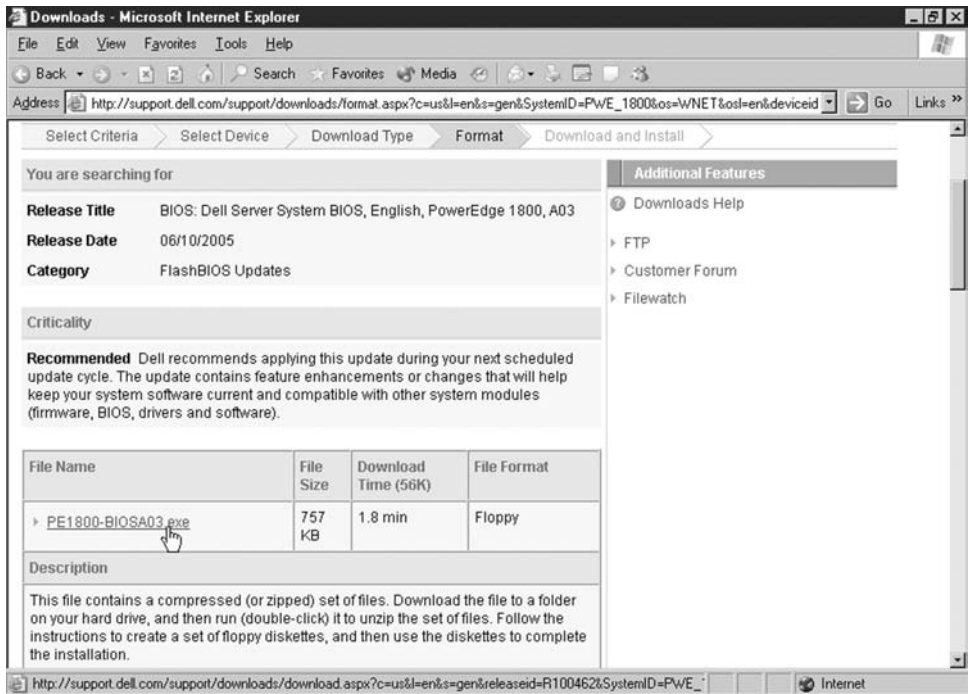 Downloads - Microsoft Internet Explorer
File Edit View Favorites Tools Help
Back Search Favorites Media
Address http://support.dell.com/support/downloads/format.aspx?c=us&l=en&s=gen&SystemID=PWE_1800&os=WNET&osl=en&deviceid Go Links »
Select Criteria Select Device Download Type Format Download and Install
You are searching for
Release Title BIOS: Dell Server System BIOS, English, PowerEdge 1800, A03
Release Date 06/10/2005
Category FlashBIOS Updates
Additional Features
Downloads Help
FTP
Customer Forum
Filewatch
Criticality
Recommended Dell recommends applying this update during your next scheduled
update cycle. The update contains feature enhancements or changes that will help
keep your system software current and compatible with other system modules
(firmware, BIOS, drivers and software).
File Name File Size Download Time (56K) File Format
PE1800-BIOSA03.exe 757 KB 1.8 min Floppy
Description
This file contains a compressed (or zipped) set of files. Download the file to a folder
on your hard drive, and then run (double-click) it to unzip the set of files. Follow the
instructions to create a set of floppy diskettes, and then use the diskettes to complete
the installation.
http://support.dell.com/support/downloads/download.aspx?c=us&l=en&s=gen&releaseid=R100462&SystemID=PWE_ Internet